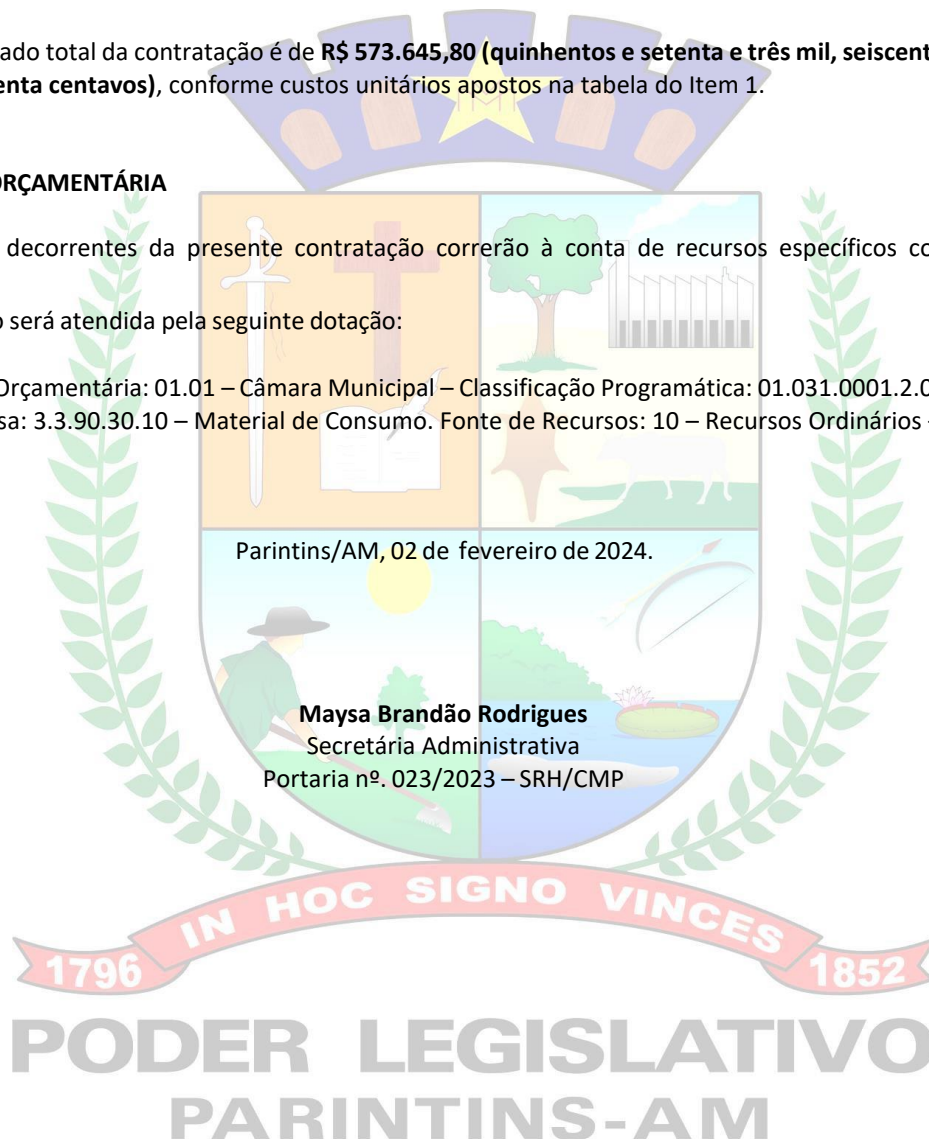 ado total da contratação é de R$ 573.645,80 (quinhentos e setenta e três mil, seiscent
enta centavos), conforme custos unitários apostos na tabela do Item 1.
ORÇAMENTÁRIA
decorrentes da presente contratação correrão à conta de recursos específicos co
o será atendida pela seguinte dotação:
Orçamentária: 01.01 – Câmara Municipal – Classificação Programática: 01.031.0001.2.0
sa: 3.3.90.30.10 – Material de Consumo. Fonte de Recursos: 10 – Recursos Ordinários -
Parintins/AM, 02 de fevereiro de 2024.
Maysa Brandão Rodrigues
Secretária Administrativa
Portaria nº. 023/2023 – SRH/CMP
IN HOC SIGNO VINCES
1796 1852
PODER LEGISLATIVO
PARINTINS-AM